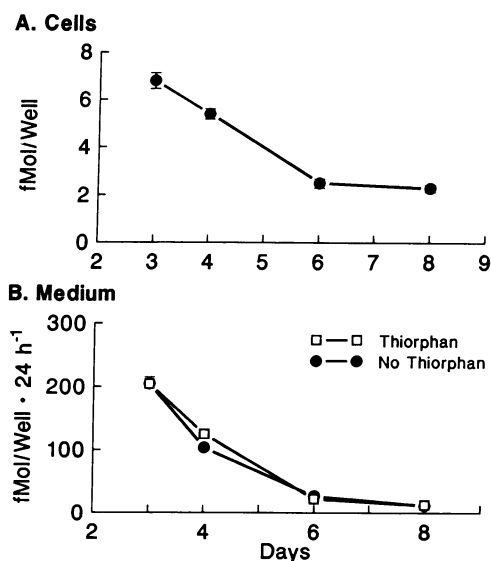 A. Cells
8
6
4
2
0
fMol/Well
2 3 4 5 6 7 8 9
B. Medium
300
200
100
0
fMol/Well • 24 h⁻¹
Thiorphan
No Thiorphan
2 4 6 8
Days